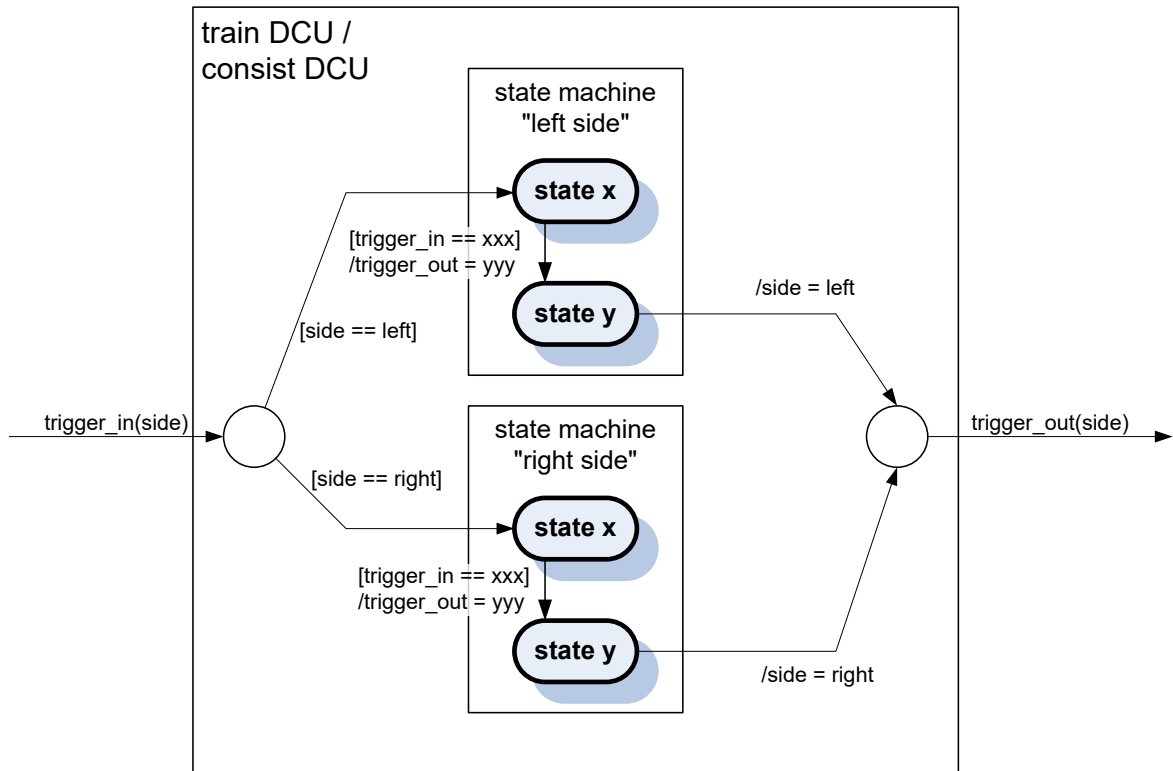 train DCU /
consist DCU
state machine
"left side"
state x
[trigger_in == xxx]
/trigger_out = yyy
state y
/side = left
[side == left]
trigger_in(side)
trigger_out(side)
state machine
"right side"
[side == right]
state x
[trigger_in == xxx]
/trigger_out = yyy
state y
/side = right